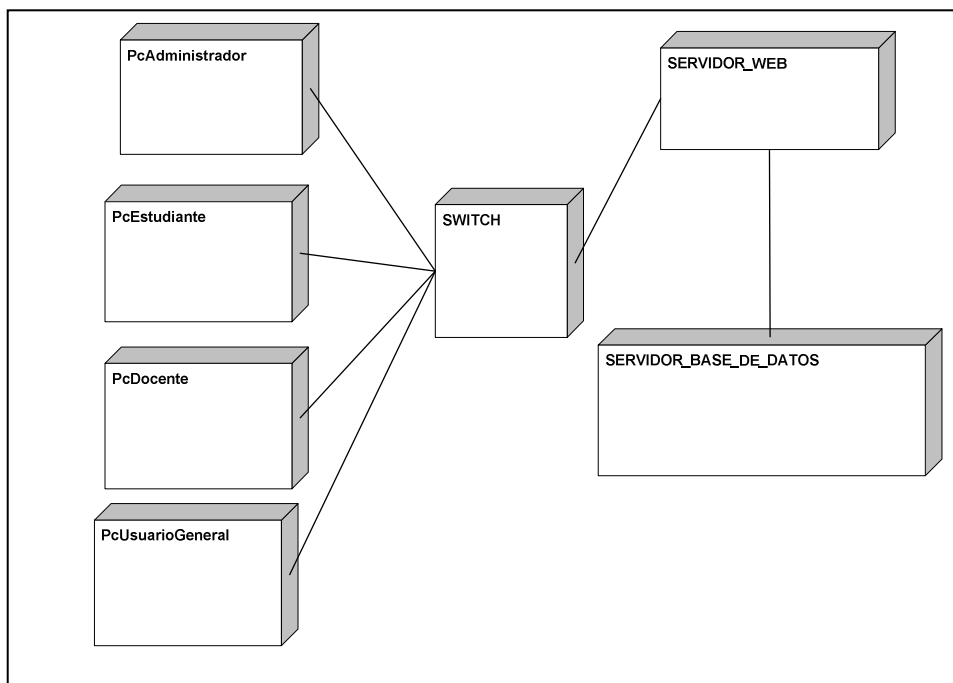 PcAdministrador
SERVIDOR_WEB
PcEstudiante
SWITCH
PcDocente
SERVIDOR_BASE_DE_DATOS
PcUsuarioGeneral